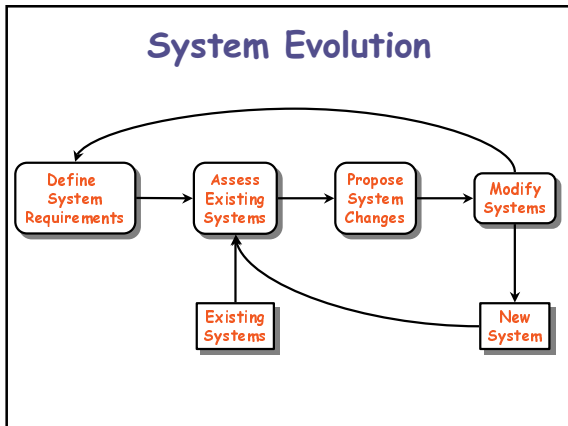 System Evolution
Define
System
Requirements
Assess
Existing
Systems
Propose
System
Changes
Modify
Systems
Existing
Systems
New
System